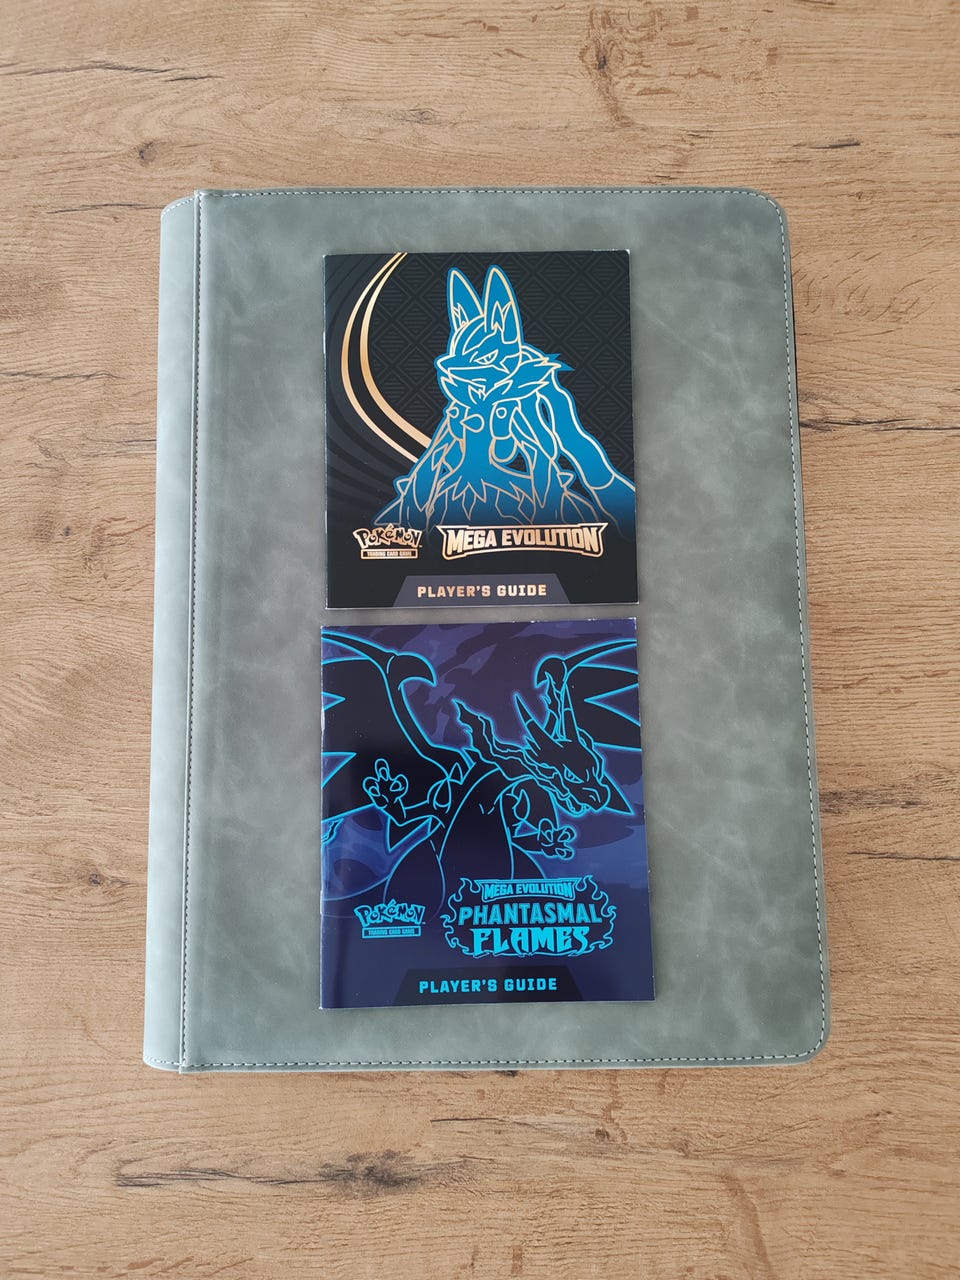 Pokémon
TRADING CARD GAME
MEGA EVOLUTION
PLAYER'S GUIDE
MEGA EVOLUTION
PHANTASMAL
FLAMES
Pokémon
TRADING CARD GAME
PLAYER'S GUIDE